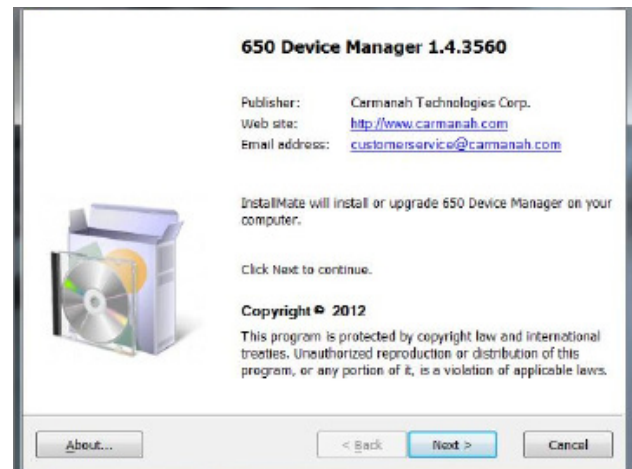 650 Device Manager 1.4.3560
Publisher: Carmanah Technologies Corp.
Web site: http://www.carmanah.com
Email address: customerservice@carmanah.com
InstallMate will install or upgrade 650 Device Manager on your
computer.
Click Next to continue.
Copyright © 2012
This program is protected by copyright law and international
treaties. Unauthorized reproduction or distribution of this
program, or any portion of it, is a violation of applicable laws.
About... < Back Next > Cancel